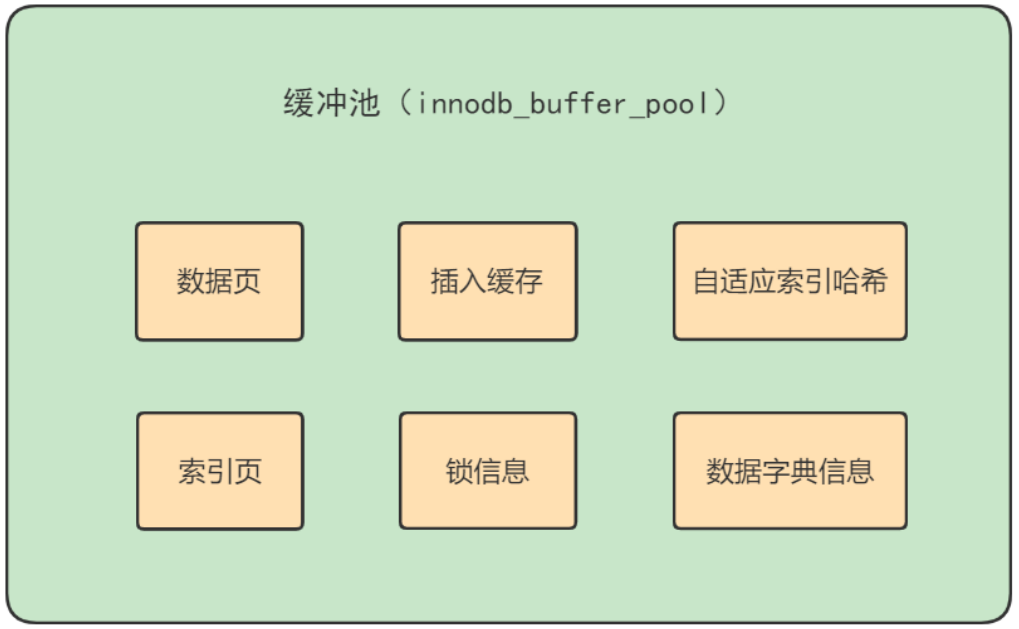 缓冲池（innodb_buffer_pool）
数据页
插入缓存
自适应索引哈希
索引页
锁信息
数据字典信息